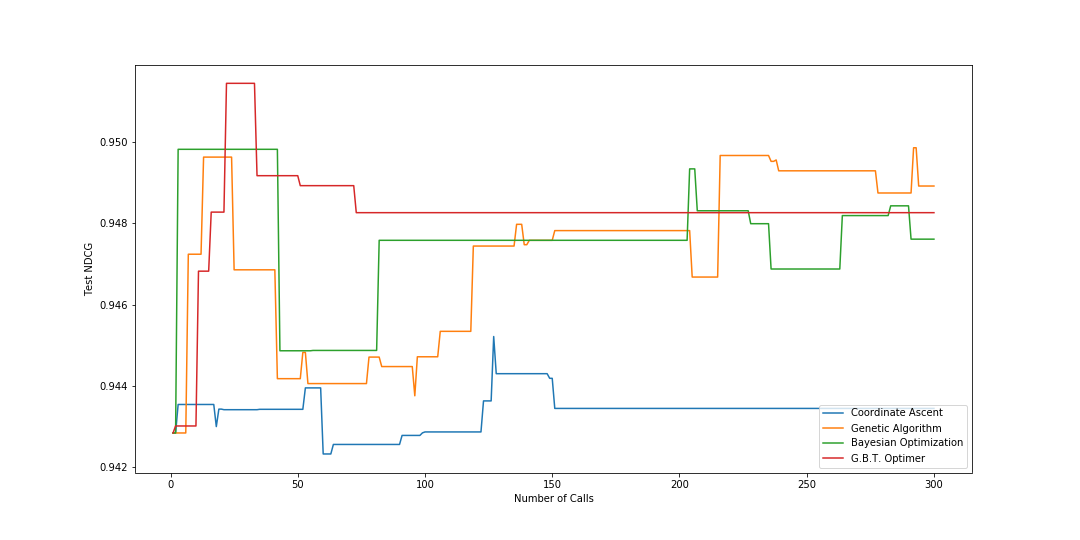 0.950
0.948
0.946
0.944
0.942
Test NDCG
0 50 100 150 200 250 300
Number of Calls
Coordinate Ascent
Genetic Algorithm
Bayesian Optimization
G.B.T. Optimer